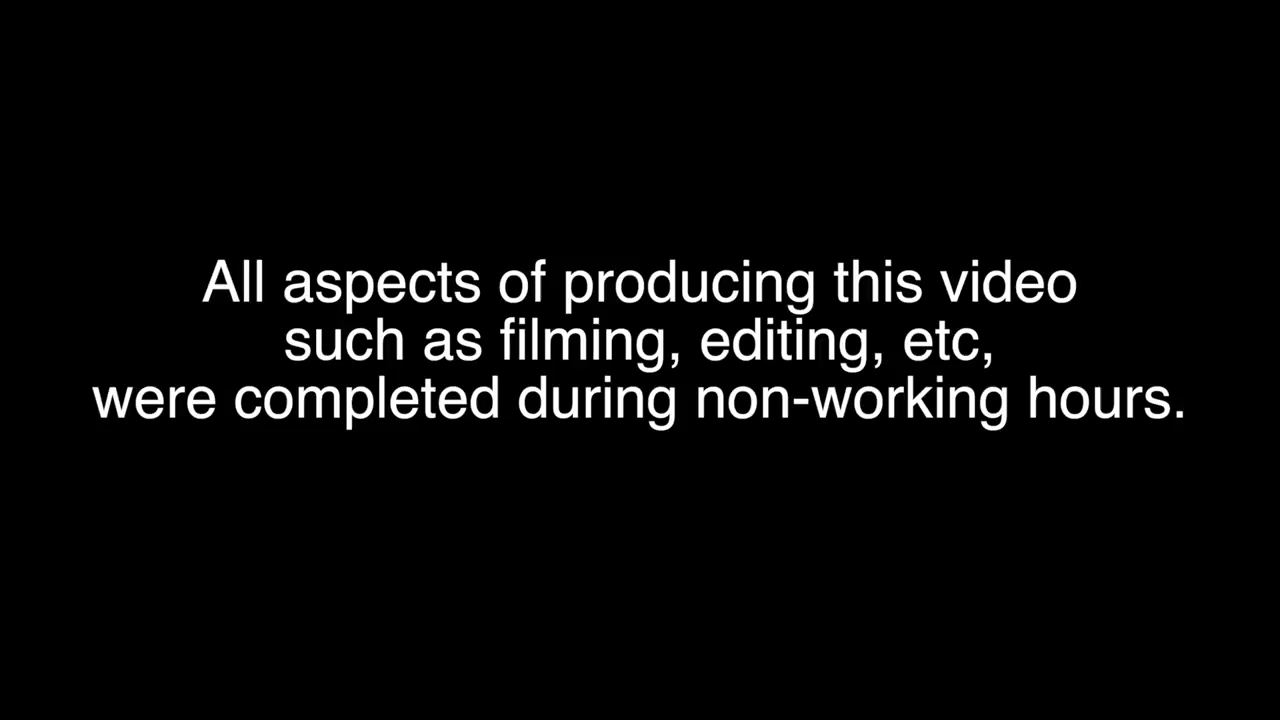 All aspects of producing this video
such as filming, editing, etc,
were completed during non-working hours.